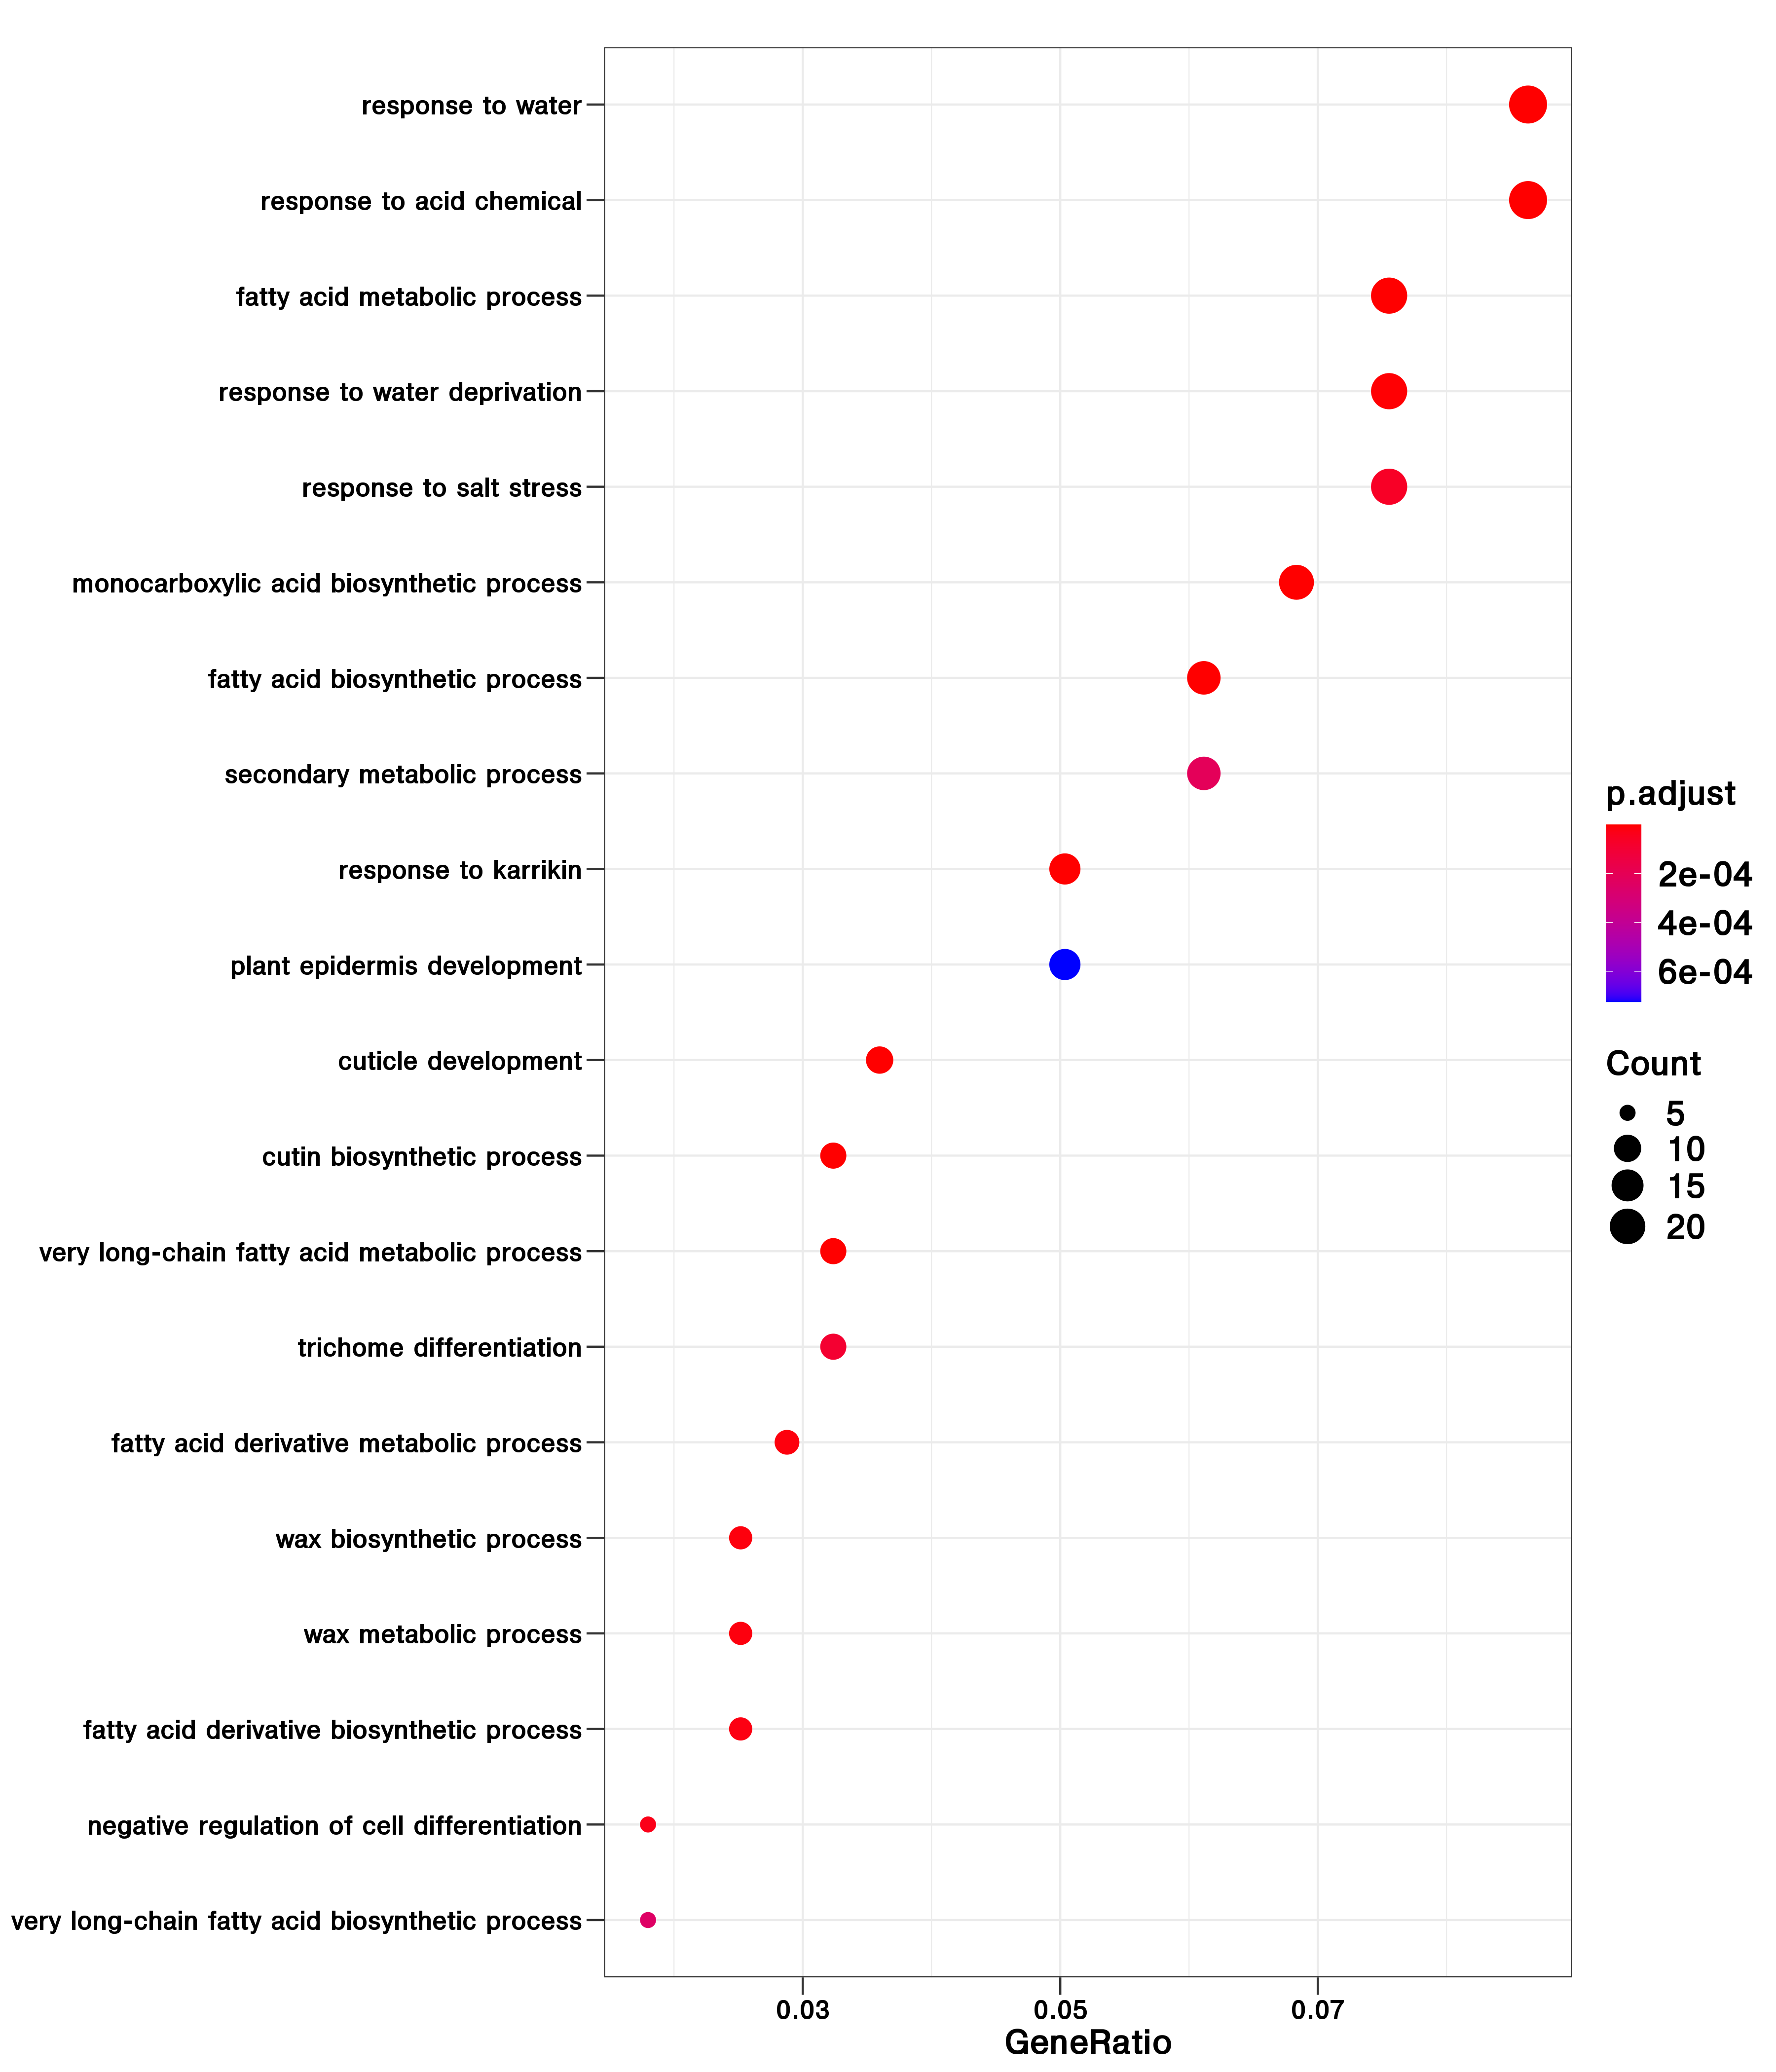 response to water
response to acid chemical
fatty acid metabolic process
response to water deprivation
response to salt stress
monocarboxylic acid biosynthetic process
fatty acid biosynthetic process
secondary metabolic process
response to karrikin
plant epidermis development
cuticle development
cutin biosynthetic process
very long-chain fatty acid metabolic process
trichome differentiation
fatty acid derivative metabolic process
wax biosynthetic process
wax metabolic process
fatty acid derivative biosynthetic process
negative regulation of cell differentiation
very long-chain fatty acid biosynthetic process
0.03 0.05 0.07
GeneRatio
p.adjust
2e-04
4e-04
6e-04
Count
5
10
15
20